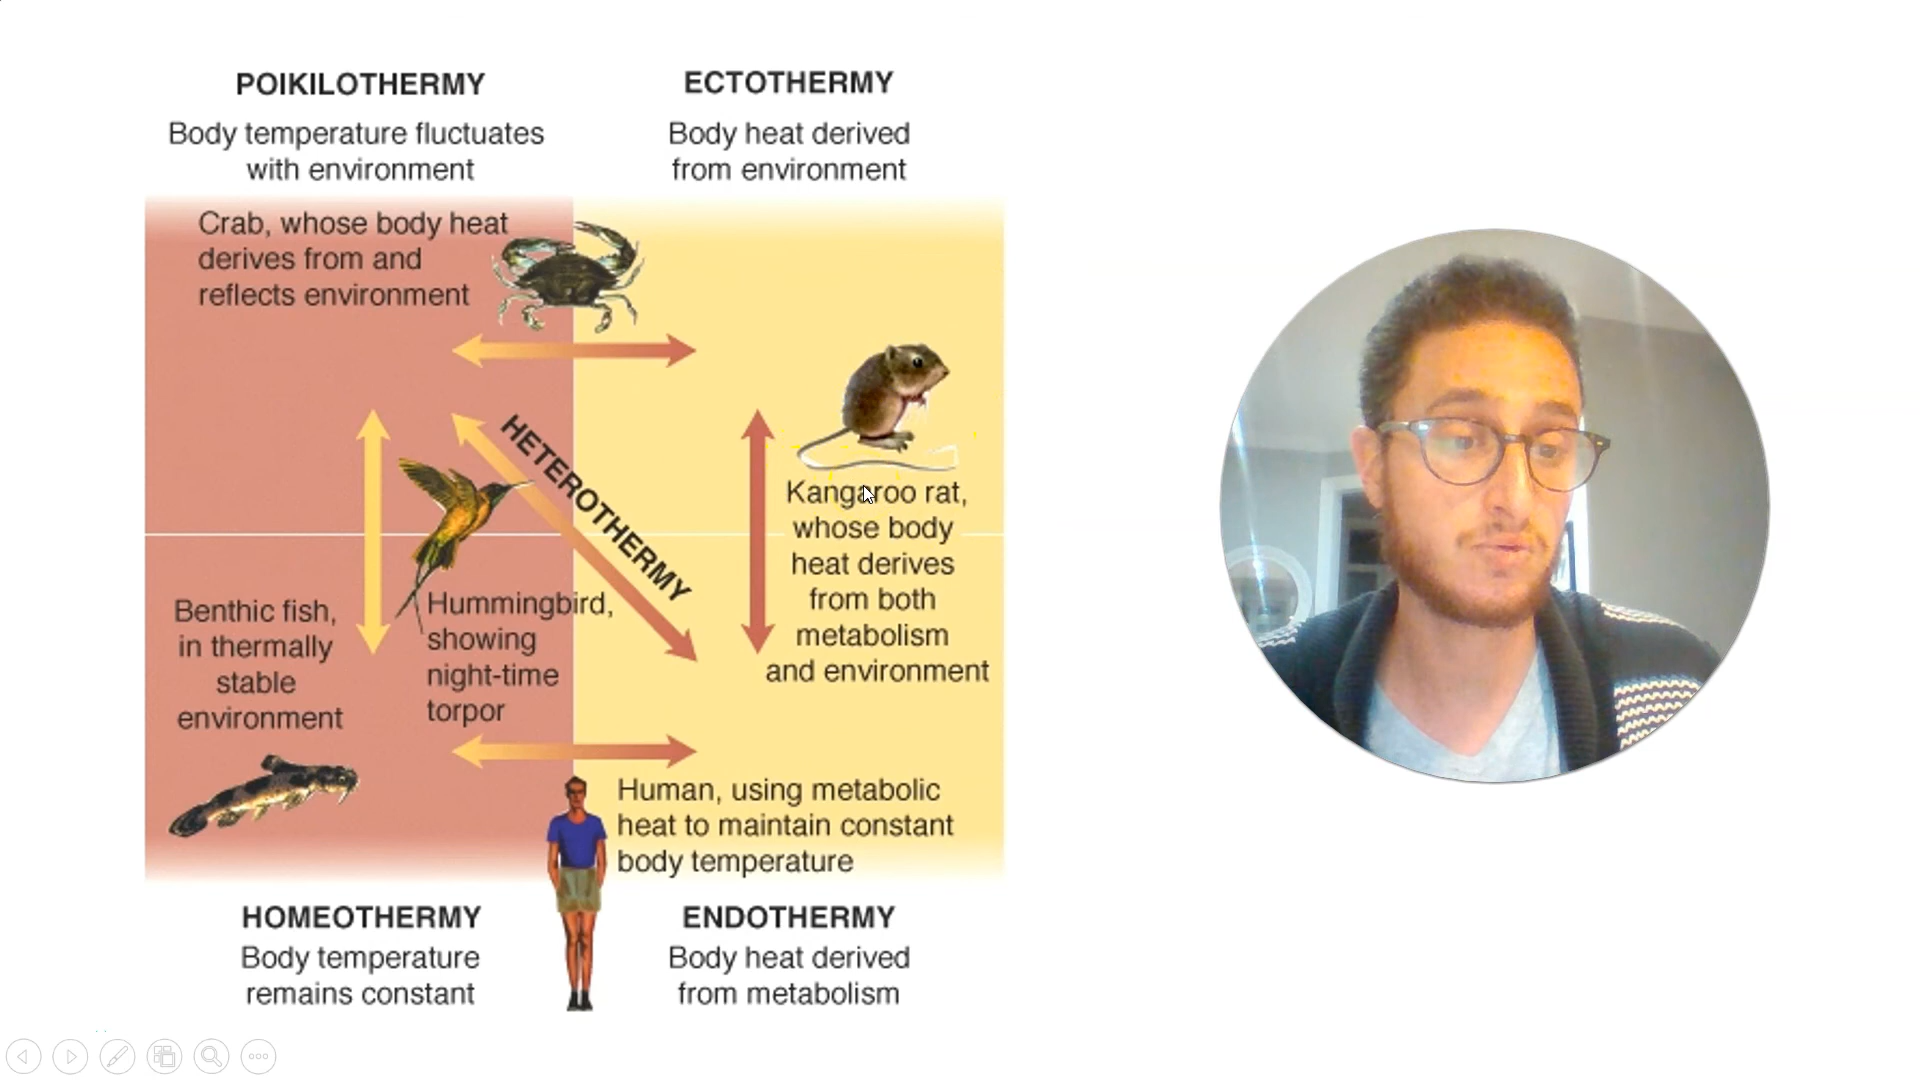 POIKILOTHERMY
Body temperature fluctuates
with environment
ECTOTHERMY
Body heat derived
from environment
Crab, whose body heat
derives from and
reflects environment
HETEROTHERMY
Kangaroo rat,
whose body
heat derives
from both
metabolism
and environment
Benthic fish,
in thermally
stable
environment
Hummingbird,
showing
night-time
torpor
Human, using metabolic
heat to maintain constant
body temperature
HOMEOTHERMY
Body temperature
remains constant
ENDOTHERMY
Body heat derived
from metabolism